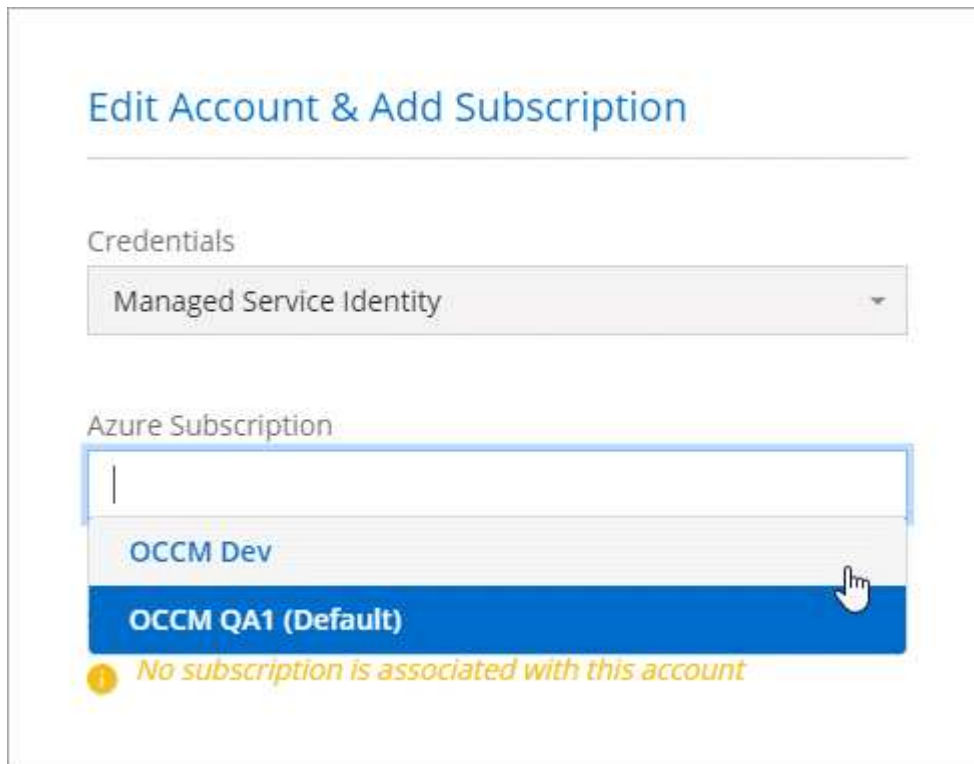 Edit Account & Add Subscription
Credentials
Managed Service Identity
Azure Subscription
OCCM Dev
OCCM QA1 (Default)
No subscription is associated with this account